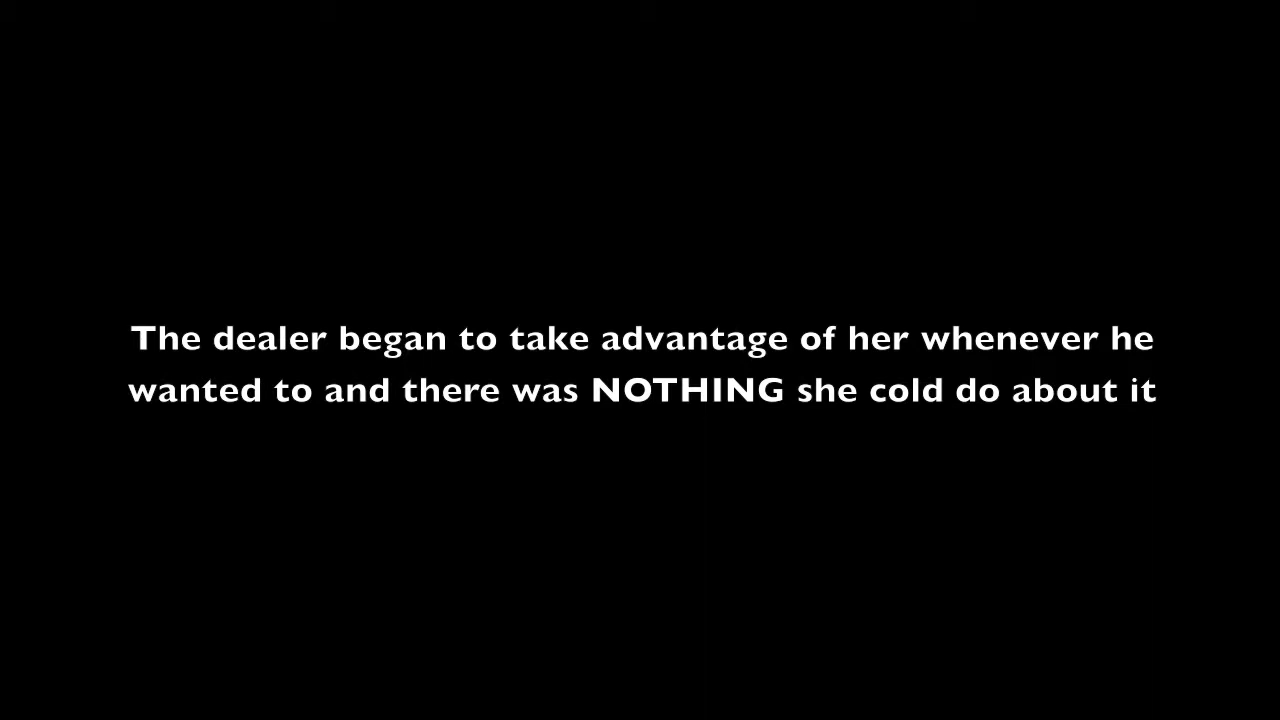 The dealer began to take advantage of her whenever he
wanted to and there was NOTHING she cold do about it